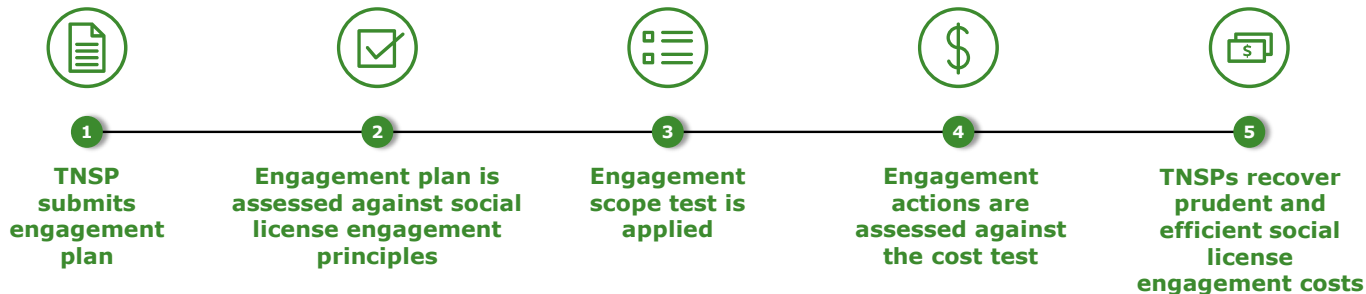 $
$
1
2
3
4
5
TNSP
submits
engagement
plan
Engagement plan is
assessed against social
license engagement
principles
Engagement
scope test is
applied
Engagement
actions are
assessed against
the cost test
TNSPs recover
prudent and
efficient social
license
engagement costs